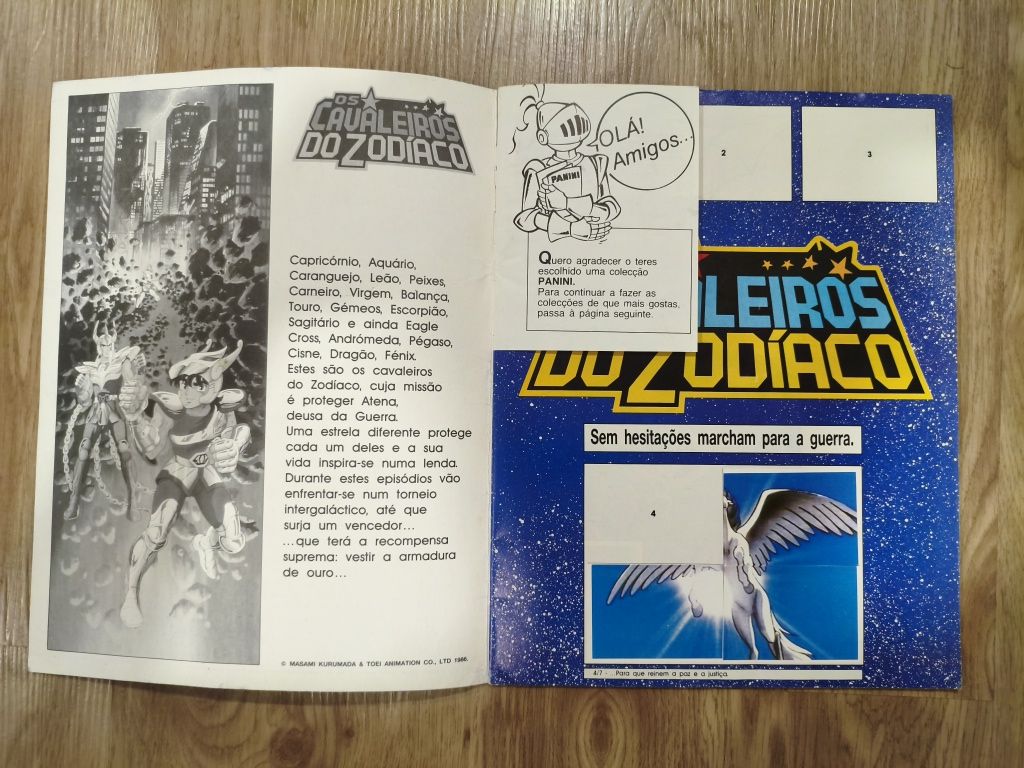 OS
CAVALEIROS
DO ZODÍACO
Capricórnio, Aquário,
Caranguejo, Leão, Peixes,
Carneiro, Virgem, Balança,
Touro, Gémeos, Escorpião,
Sagitário e ainda Eagle
Cross, Andrómeda, Pégaso,
Cisne, Dragão, Fénix.
Estes são os cavaleiros
do Zodíaco, cuja missão
é proteger Atena,
deusa da Guerra.
Uma estrela diferente protege
cada um deles e a sua
vida inspira-se numa lenda.
Durante estes episódios vão
enfrentar-se num torneio
intergaláctico, até que
surja um vencedor...
...que terá a recompensa
suprema: vestir a armadura
de ouro...
© MASAMI KURUMADA & TOEI ANIMATION CO., LTD 1986.
OLÁ!
Amigos...
PANINI
Quero agradecer o teres
escolhido uma colecção
PANINI.
Para continuar a fazer as
colecções de que mais gostas,
passa à página seguinte.
2
3
ALEIROS
DO ZODÍACO
Sem hesitações marcham para a guerra.
4
4/7 - ...Para que reinem a paz e a justiça.